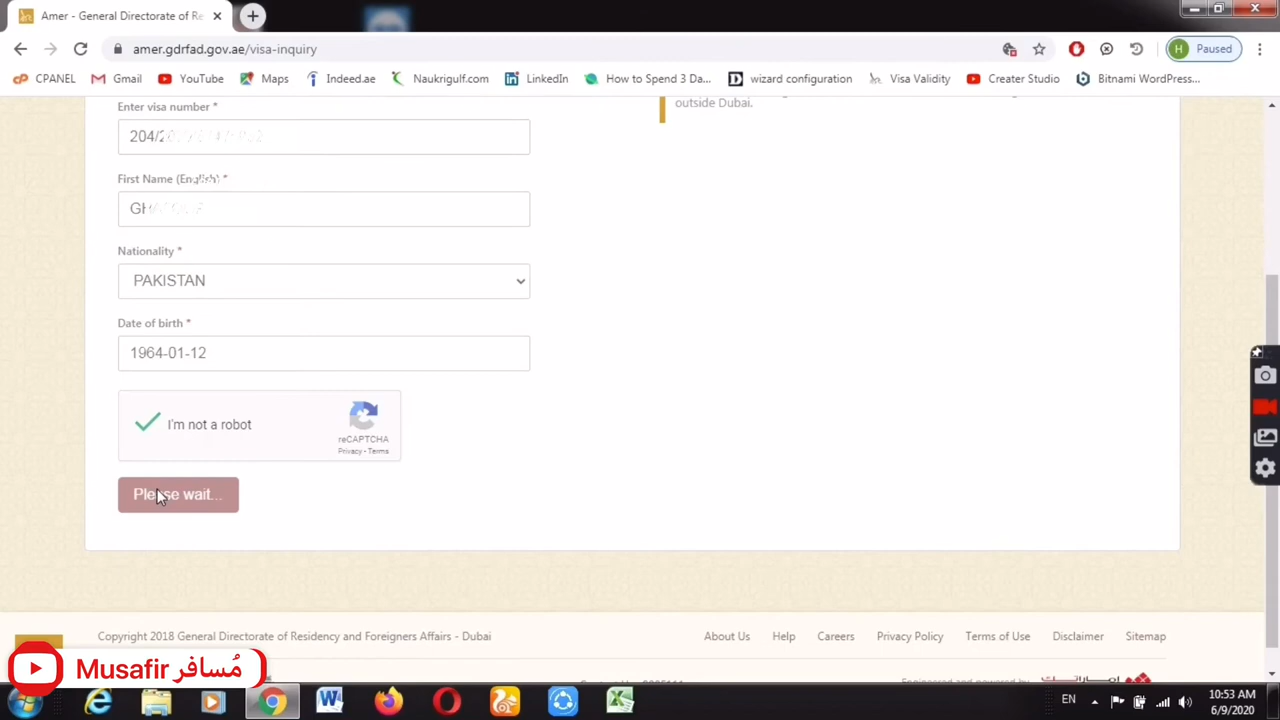 Amer - General Directorate of Re
amer.gdrfad.gov.ae/visa-inquiry
H Paused
CPANEL
Gmail
YouTube
Maps
Indeed.ae
Naukrigulf.com
LinkedIn
How to Spend 3 Da...
wizard configuration
Visa Validity
Creater Studio
Bitnami WordPress...
outside Dubai.
Enter visa number *
204/2
First Name (English) *
Nationality *
PAKISTAN
Date of birth *
1964-01-12
I'm not a robot
reCAPTCHA
Privacy - Terms
Please wait...
Copyright 2018 General Directorate of Residency and Foreigners Affairs - Dubai
About Us
Help
Careers
Privacy Policy
Terms of Use
Disclaimer
Sitemap
Musafir مُسافر
EN
10:53 AM
6/9/2020